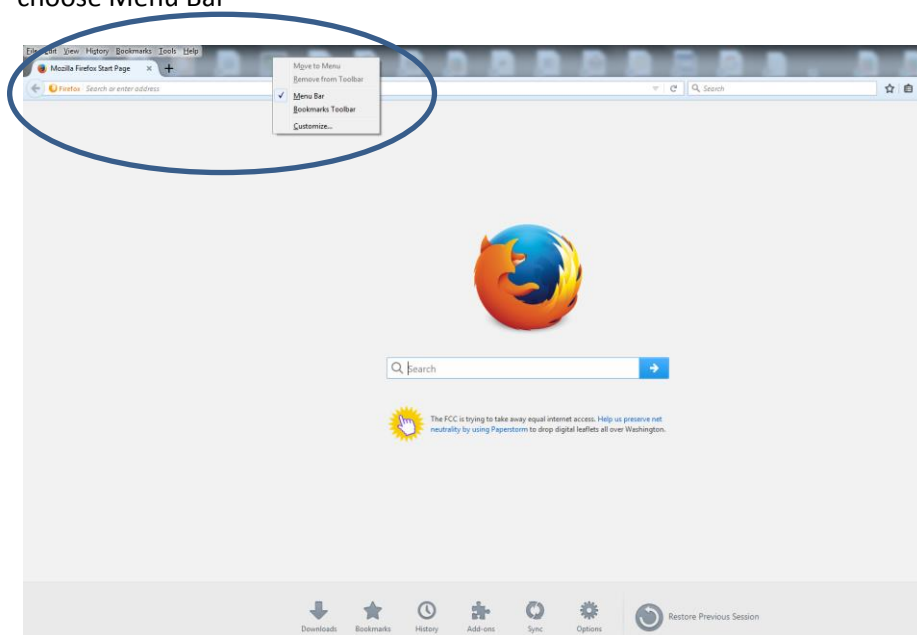 choose Menu Bar
File Edit View History Bookmarks Tools Help
Mozilla Firefox Start Page × +
Move to Menu
Remove from Toolbar
Firefox Search or enter address
Search
✓ Menu Bar
Bookmarks Toolbar
Customize...
Search
The FCC is trying to take away equal internet access. Help us preserve net
neutrality by using Paperstorm to drop digital leaflets all over Washington.
Downloads Bookmarks History Add-ons Sync Options Restore Previous Session